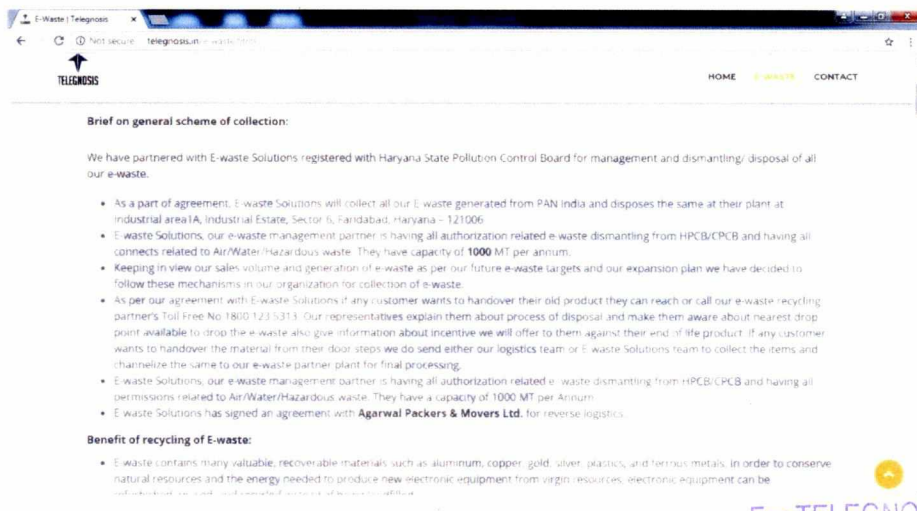 E-Waste | Telegnosis
Not secure telegnosis.in
TELEGNOSIS
HOME E-WASTE CONTACT
Brief on general scheme of collection:
We have partnered with E-waste Solutions registered with Haryana State Pollution Control Board for management and dismantling/ disposal of all
our e-waste.
• As a part of agreement, E-waste Solutions will collect all our E-waste generated from PAN India and disposes the same at their plant at
industrial area1A, Industrial Estate, Sector 6, Faridabad, Haryana – 121006
• E-waste Solutions, our e-waste management partner is having all authorization related e-waste dismantling from HPCB/CPCB and having all
connects related to Air/Water/Hazardous waste. They have capacity of 1000 MT per annum.
• Keeping in view our sales volume and generation of e-waste as per our future e-waste targets and our expansion plan we have decided to
follow these mechanisms in our organization for collection of e-waste.
• As per our agreement with E-waste Solutions if any customer wants to handover their old product they can reach or call our e-waste recycling
partner's Toll Free No 1800 123 5313. Our representatives explain them about process of disposal and make them aware about nearest drop
point available to drop the e-waste also give information about incentive we will offer to them against their end of life product. If any customer
wants to handover the material from their door steps we do send either our logistics team or E-waste Solutions team to collect the items and
channelize the same to our e-waste partner plant for final processing.
• E-waste Solutions, our e-waste management partner is having all authorization related e- waste dismantling from HPCB/CPCB and having all
permissions related to Air/Water/Hazardous waste. They have a capacity of 1000 MT per Annum.
• E waste Solutions has signed an agreement with Agarwal Packers & Movers Ltd. for reverse logistics.
Benefit of recycling of E-waste:
• E-waste contains many valuable, recoverable materials such as aluminum, copper, gold, silver, plastics, and ferrous metals. In order to conserve
natural resources and the energy needed to produce new electronic equipment from virgin resources, electronic equipment can be
TELEGNO